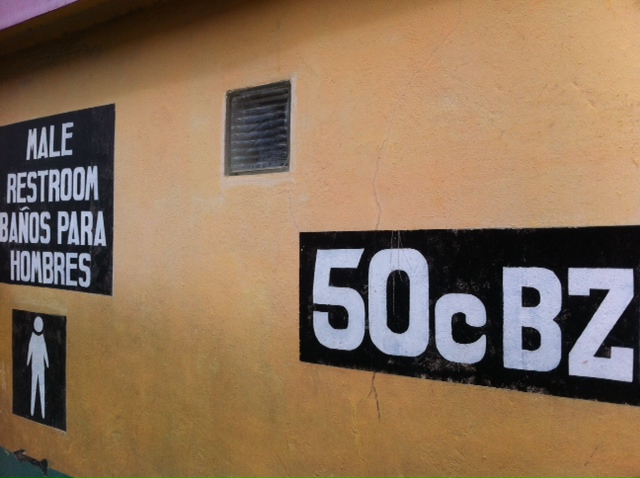 MALE
RESTROOM
BAÑOS PARA
HOMBRES
50c BZ